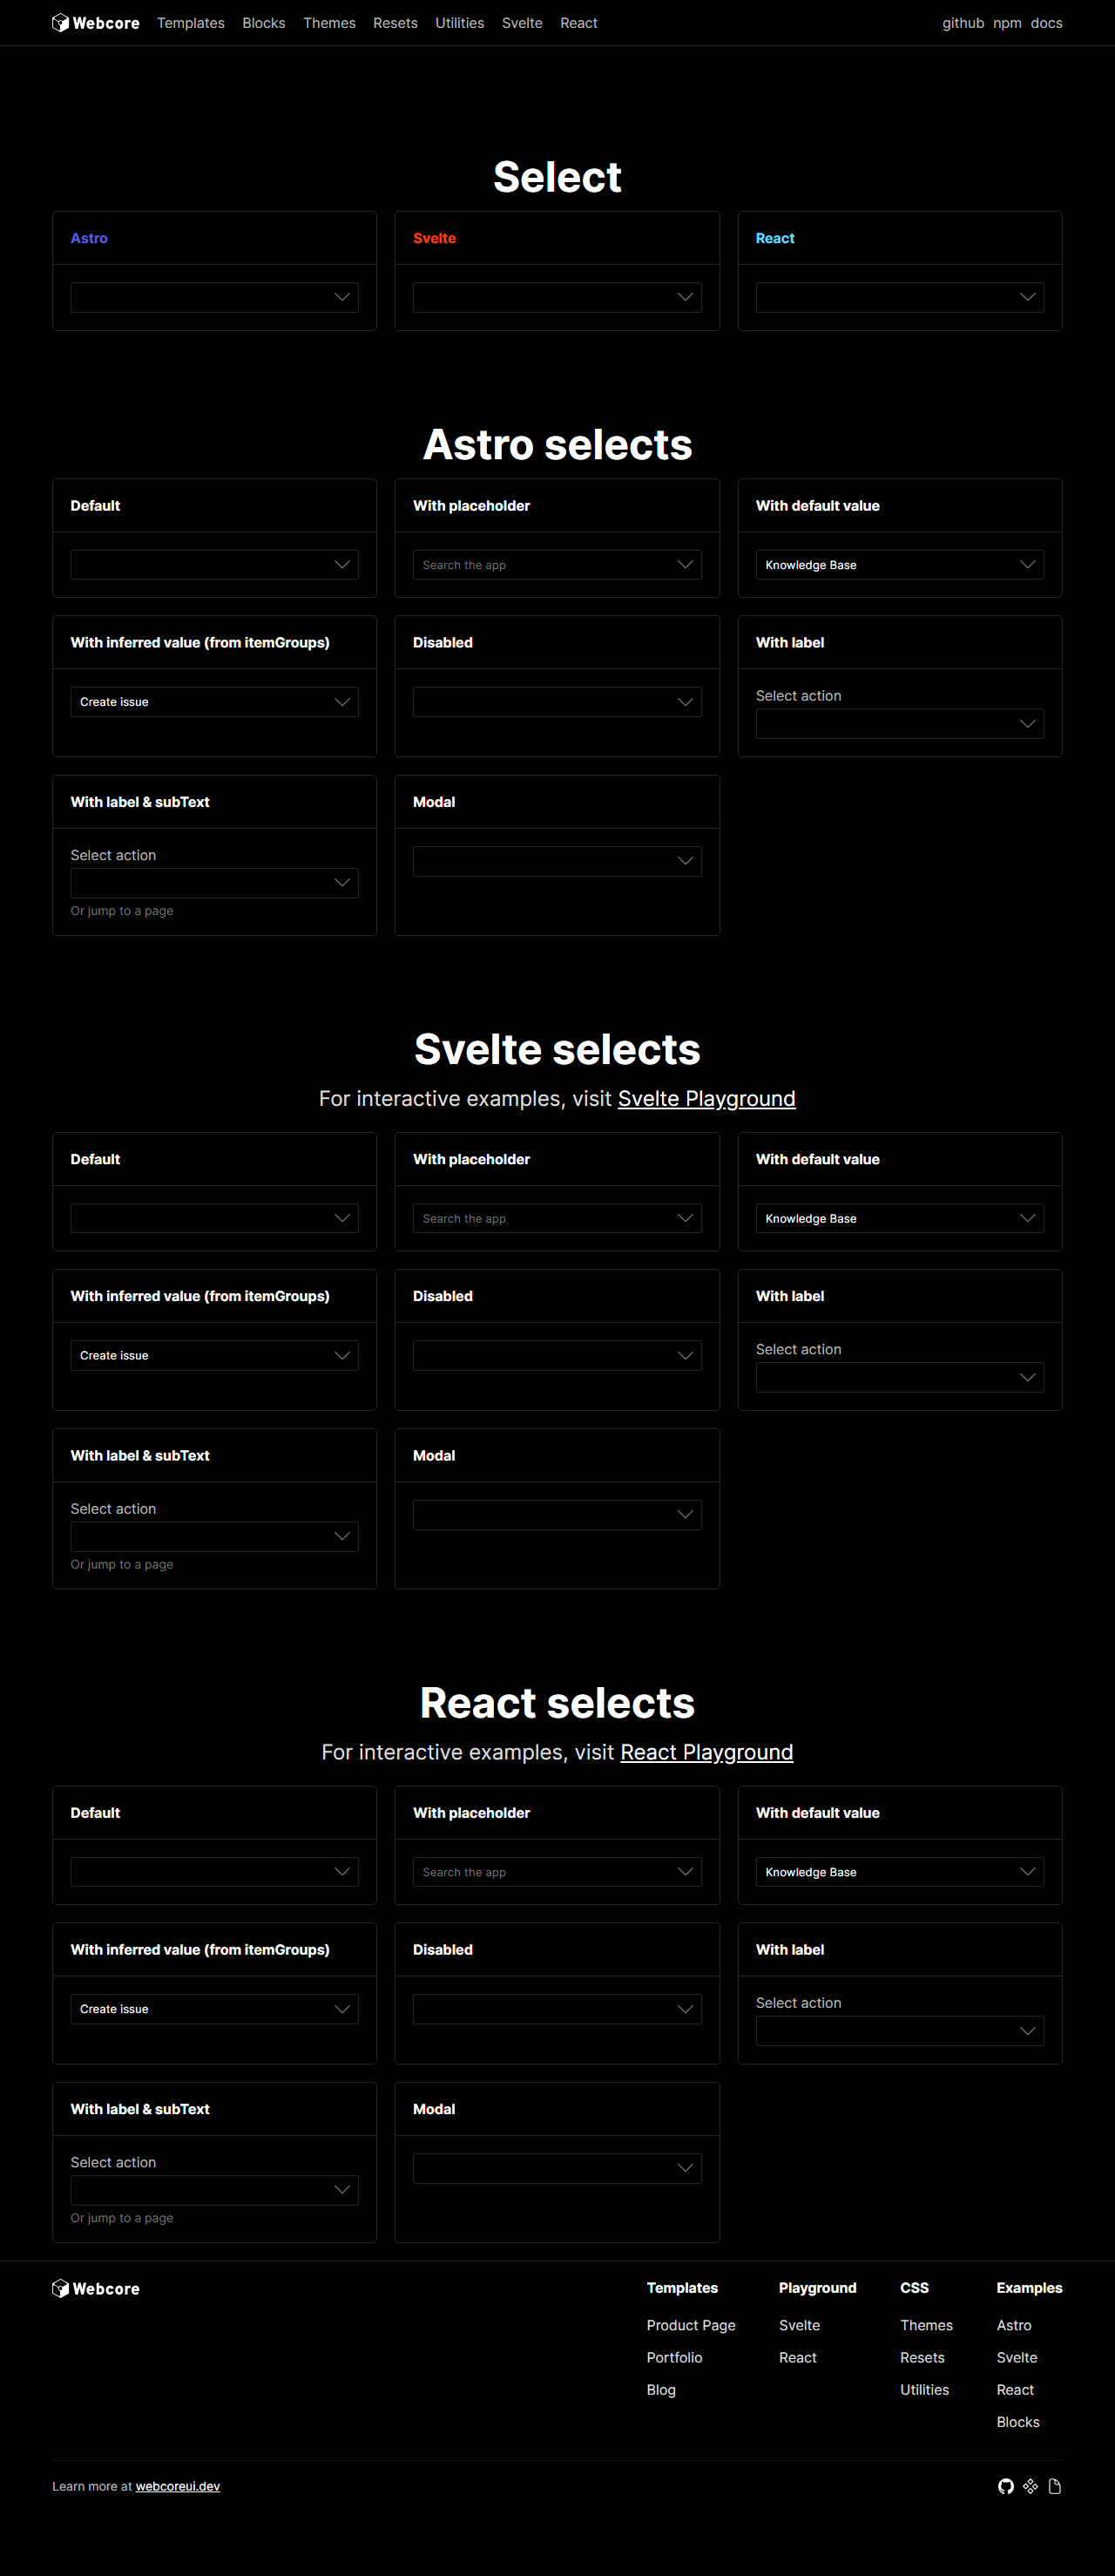 Webcore Templates Blocks Themes Resets Utilities Svelte React github npm docs
Select
Astro Svelte React
Astro selects
Default With placeholder With default value
Search the app Knowledge Base
With inferred value (from itemGroups) Disabled With label
Create issue Select action
With label & subText Modal
Select action
Or jump to a page
Svelte selects
For interactive examples, visit Svelte Playground
Default With placeholder With default value
Search the app Knowledge Base
With inferred value (from itemGroups) Disabled With label
Create issue Select action
With label & subText Modal
Select action
Or jump to a page
React selects
For interactive examples, visit React Playground
Default With placeholder With default value
Search the app Knowledge Base
With inferred value (from itemGroups) Disabled With label
Create issue Select action
With label & subText Modal
Select action
Or jump to a page
Webcore Templates Playground CSS Examples
Product Page Svelte Themes Astro
Portfolio React Resets Svelte
Blog Utilities React
Blocks
Learn more at webcoreui.dev